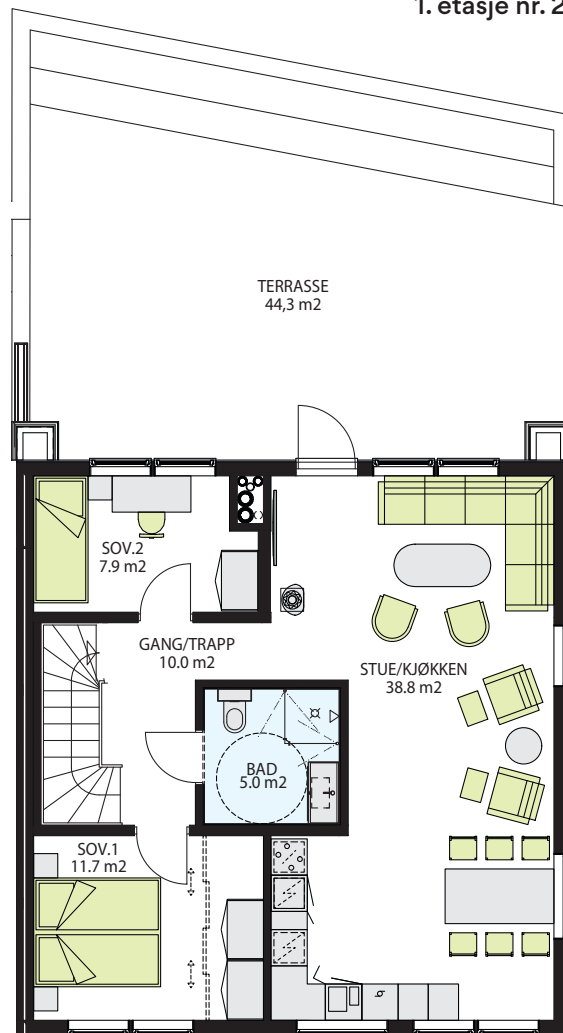 1. etasje nr. 2
TERRASSE
44,3 m2
SOV.2
7.9 m2
GANG/TRAPP
10.0 m2
STUE/KJØKKEN
38.8 m2
BAD
5.0 m2
SOV.1
11.7 m2